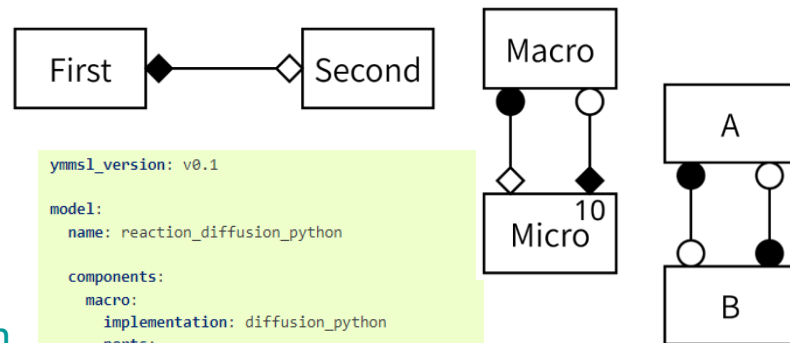 First
Second
Macro
10
Micro
A
B
ymmsl_version: v0.1
model:
name: reaction_diffusion_python
components:
macro:
implementation: diffusion_python